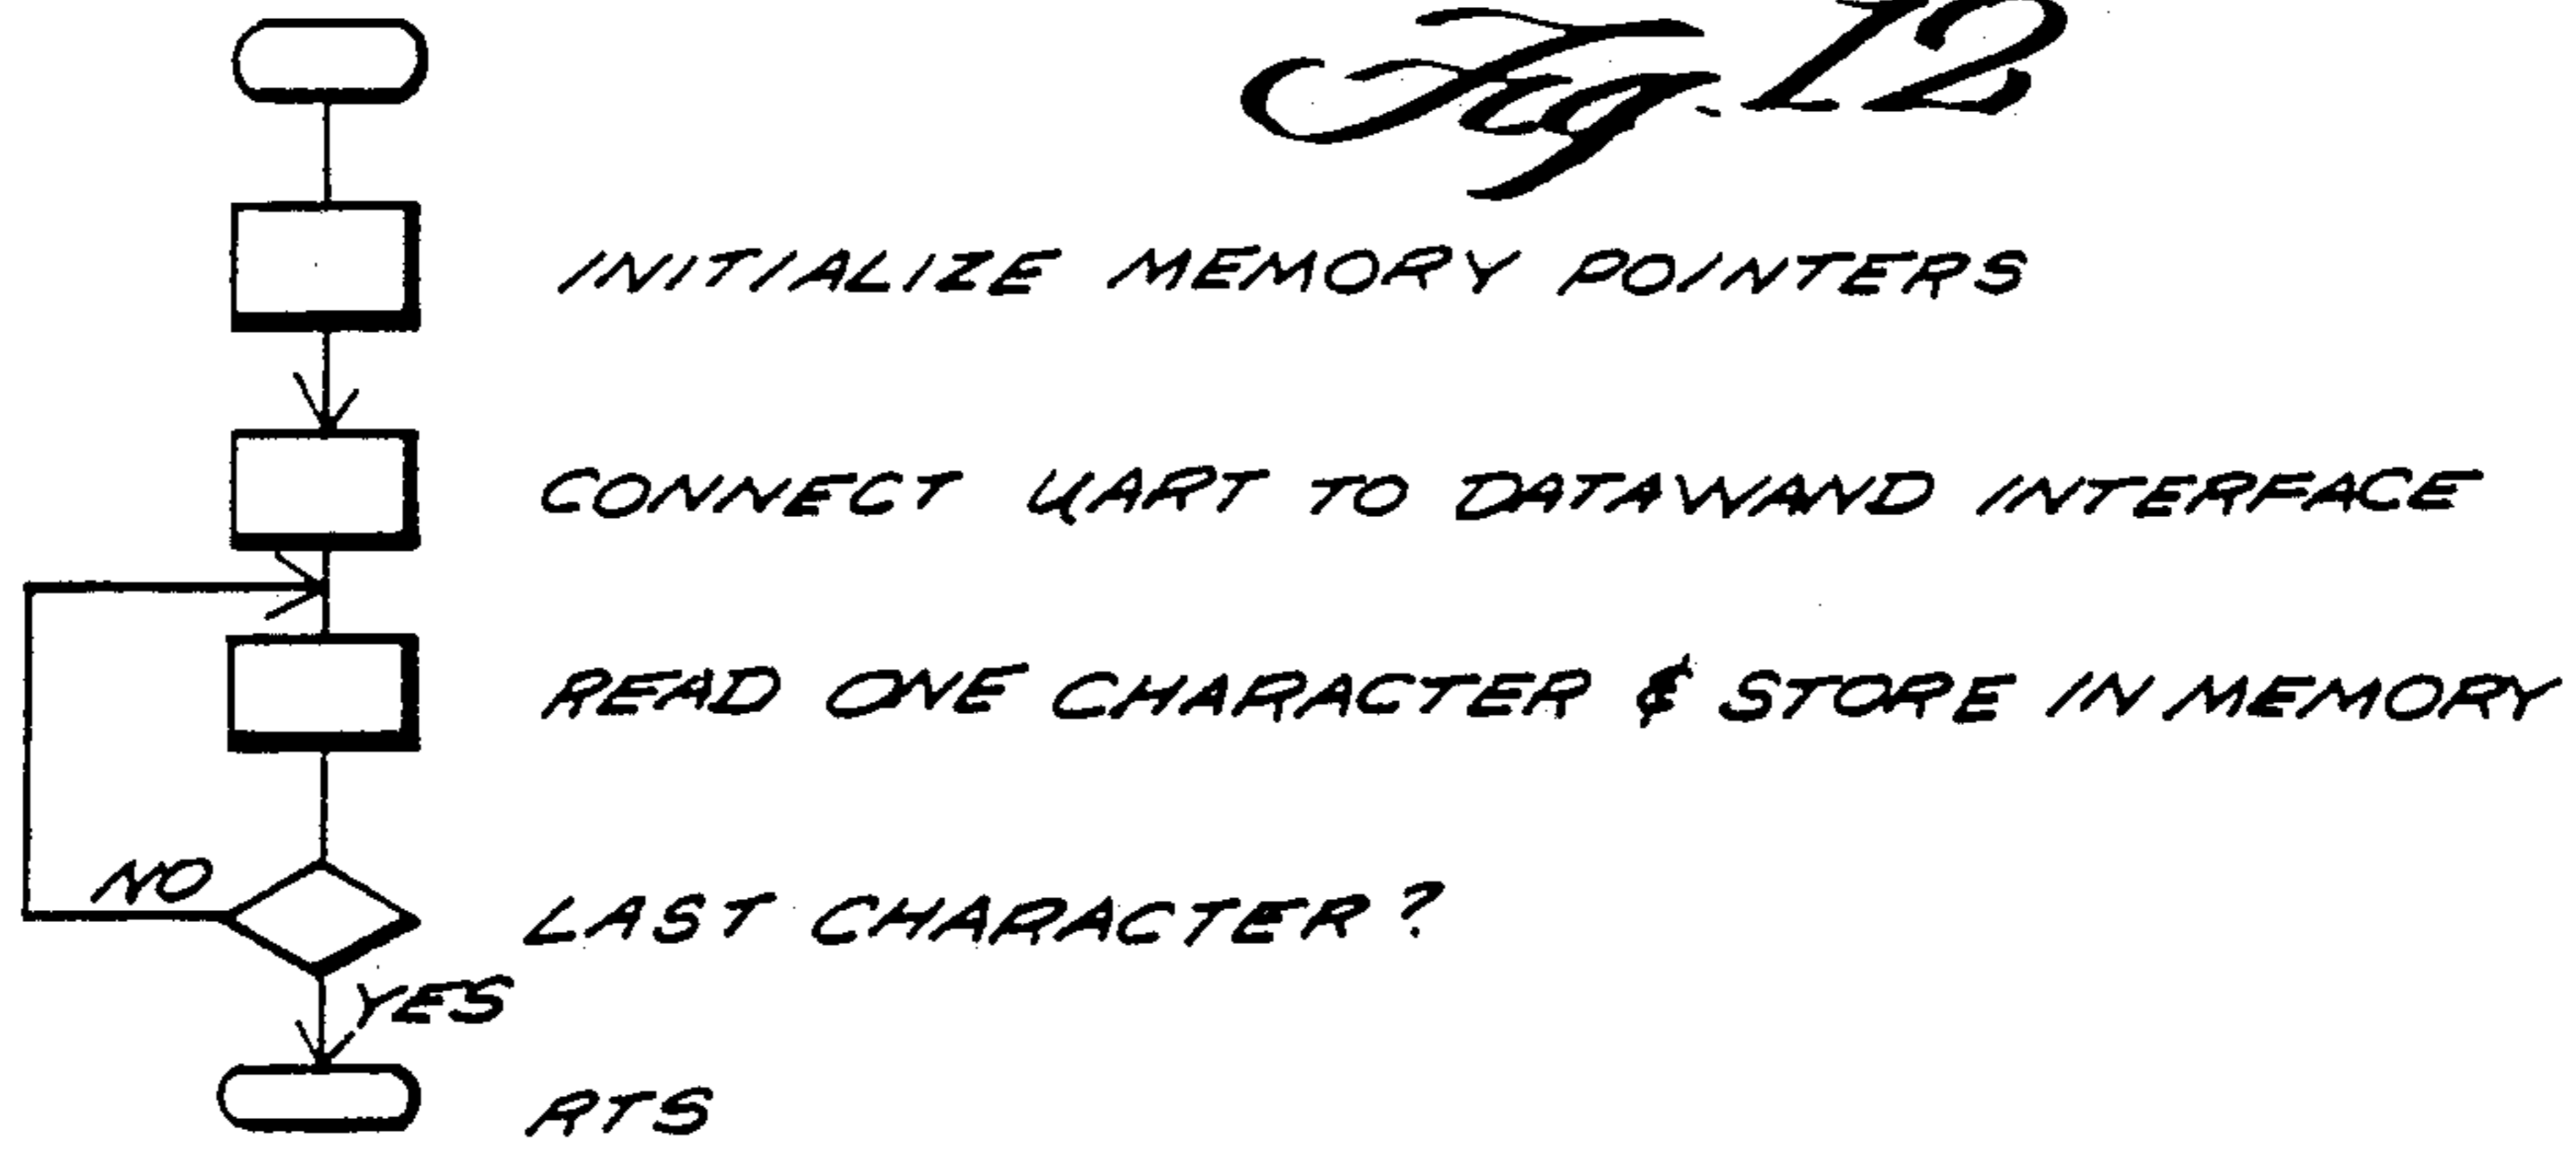 Fig. 12
INITIALIZE MEMORY POINTERS
CONNECT UART TO DATAWAND INTERFACE
READ ONE CHARACTER & STORE IN MEMORY
NO
LAST CHARACTER?
YES
RTS